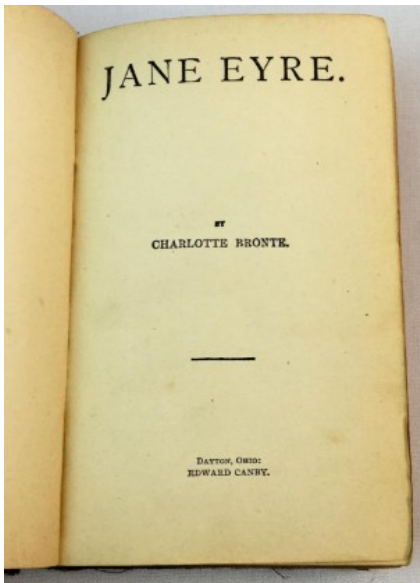 JANE EYRE.
BY
CHARLOTTE BRONTE.
DAYTON, OHIO:
EDWARD CANBY.